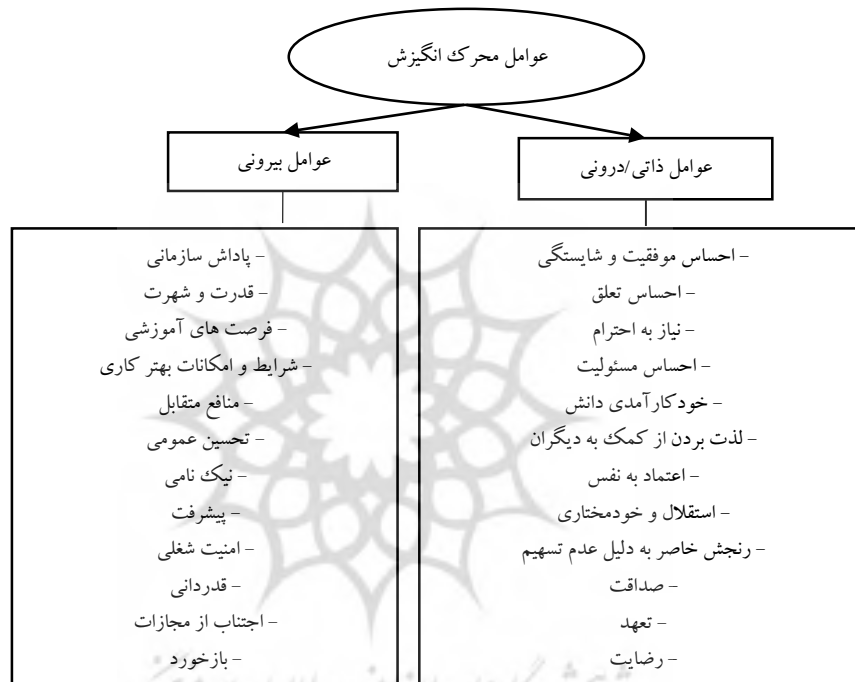 عوامل محرک انگیزش
عوامل ذاتی/درونی
عوامل بیرونی
- احساس موفقیت و شایستگی
- احساس تعلق
- نیاز به احترام
- احساس مسئولیت
- خودکارآمدی دانش
- لذت بردن از کمک به دیگران
- اعتماد به نفس
- استقلال و خودمختاری
- رنجش خاصر به دلیل عدم تسهیم
- صداقت
- تعهد
- رضایت
- پاداش سازمانی
- قدرت و شهرت
- فرصت های آموزشی
- شرایط و امکانات بهتر کاری
- منافع متقابل
- تحسین عمومی
- نیک نامی
- پیشرفت
- امنیت شغلی
- قدردانی
- اجتناب از مجازات
- بازخورد